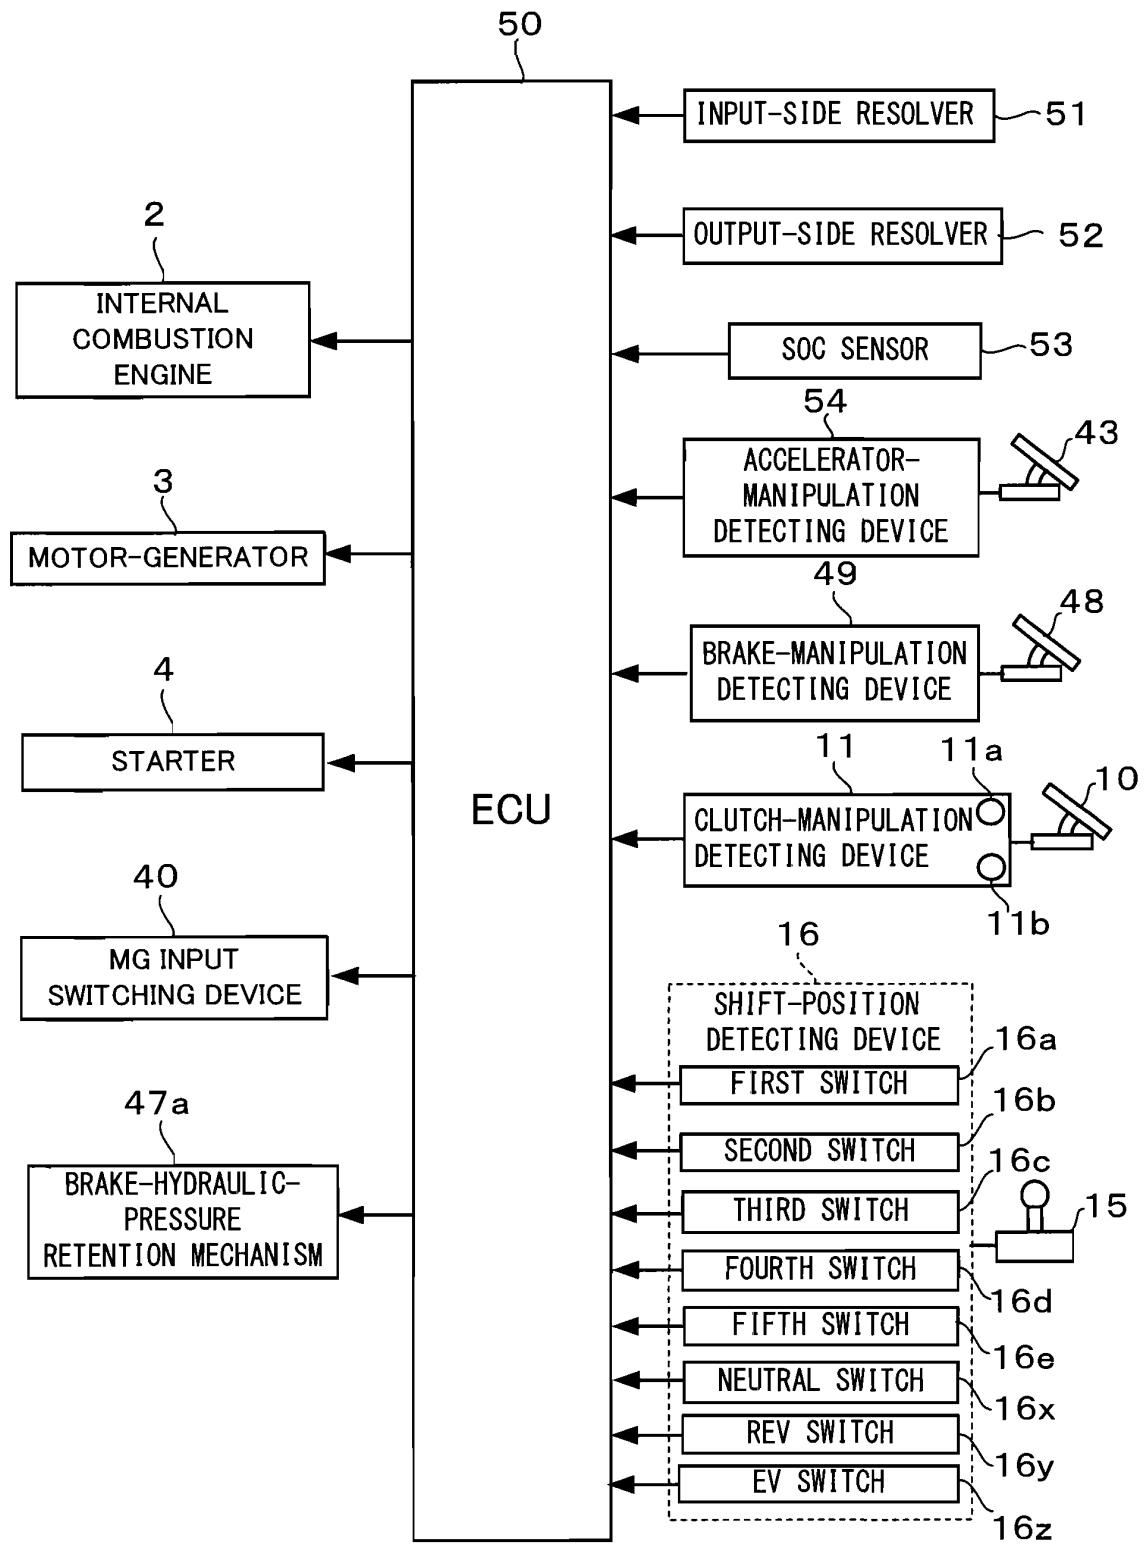 50
ECU
2
INTERNAL
COMBUSTION
ENGINE
3
MOTOR-GENERATOR
4
STARTER
40
MG INPUT
SWITCHING DEVICE
47a
BRAKE-HYDRAULIC-
PRESSURE
RETENTION MECHANISM
INPUT-SIDE RESOLVER
51
OUTPUT-SIDE RESOLVER
52
SOC SENSOR
53
54
ACCELERATOR-
MANIPULATION
DETECTING DEVICE
43
49
BRAKE-MANIPULATION
DETECTING DEVICE
48
11
11a
CLUTCH-MANIPULATION
DETECTING DEVICE
10
11b
16
SHIFT-POSITION
DETECTING DEVICE
16a
FIRST SWITCH
16b
SECOND SWITCH
16c
THIRD SWITCH
15
FOURTH SWITCH
16d
FIFTH SWITCH
16e
NEUTRAL SWITCH
16x
REV SWITCH
16y
EV SWITCH
16z